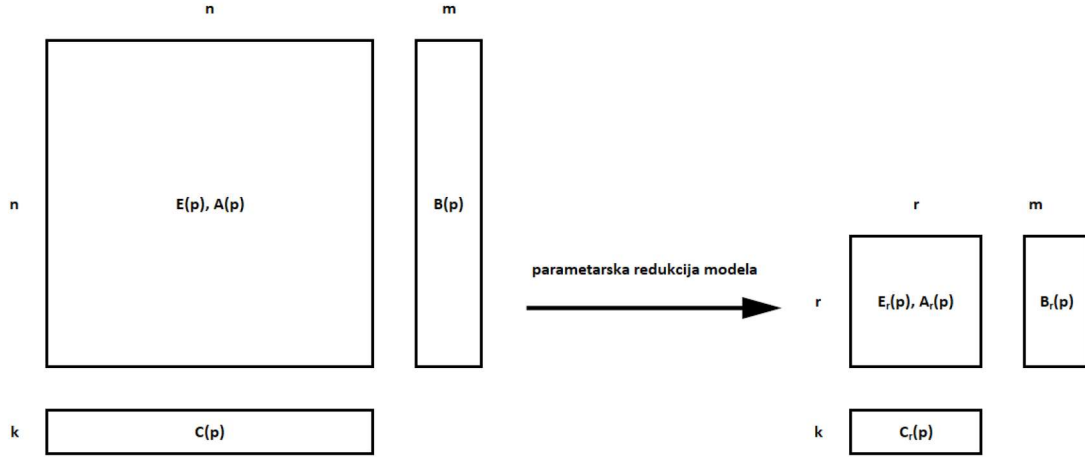 n m
n E(p), A(p) B(p)
k C(p)
parametarska redukcija modela
r m
r Eᵣ(p), Aᵣ(p) Bᵣ(p)
k Cᵣ(p)